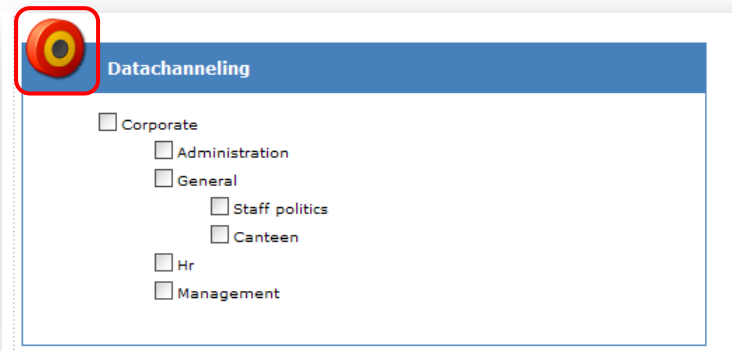 Datachanneling
Corporate
Administration
General
Staff politics
Canteen
Hr
Management